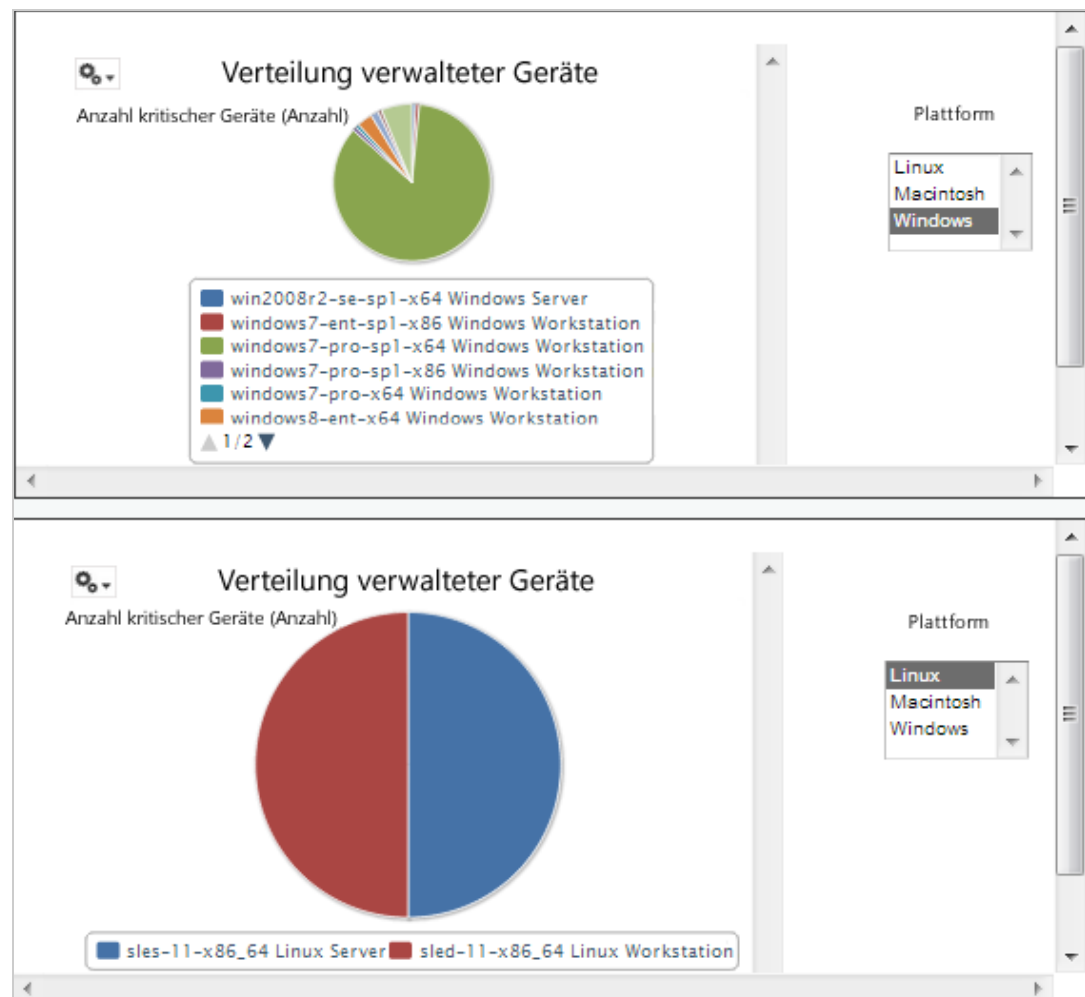 Verteilung verwalteter Geräte
Anzahl kritischer Geräte (Anzahl)
Plattform
Linux
Macintosh
Windows
win2008r2-se-sp1-x64 Windows Server
windows7-ent-sp1-x86 Windows Workstation
windows7-pro-sp1-x64 Windows Workstation
windows7-pro-sp1-x86 Windows Workstation
windows7-pro-x64 Windows Workstation
windows8-ent-x64 Windows Workstation
1/2
Verteilung verwalteter Geräte
Anzahl kritischer Geräte (Anzahl)
Plattform
Linux
Macintosh
Windows
sles-11-x86_64 Linux Server sled-11-x86_64 Linux Workstation